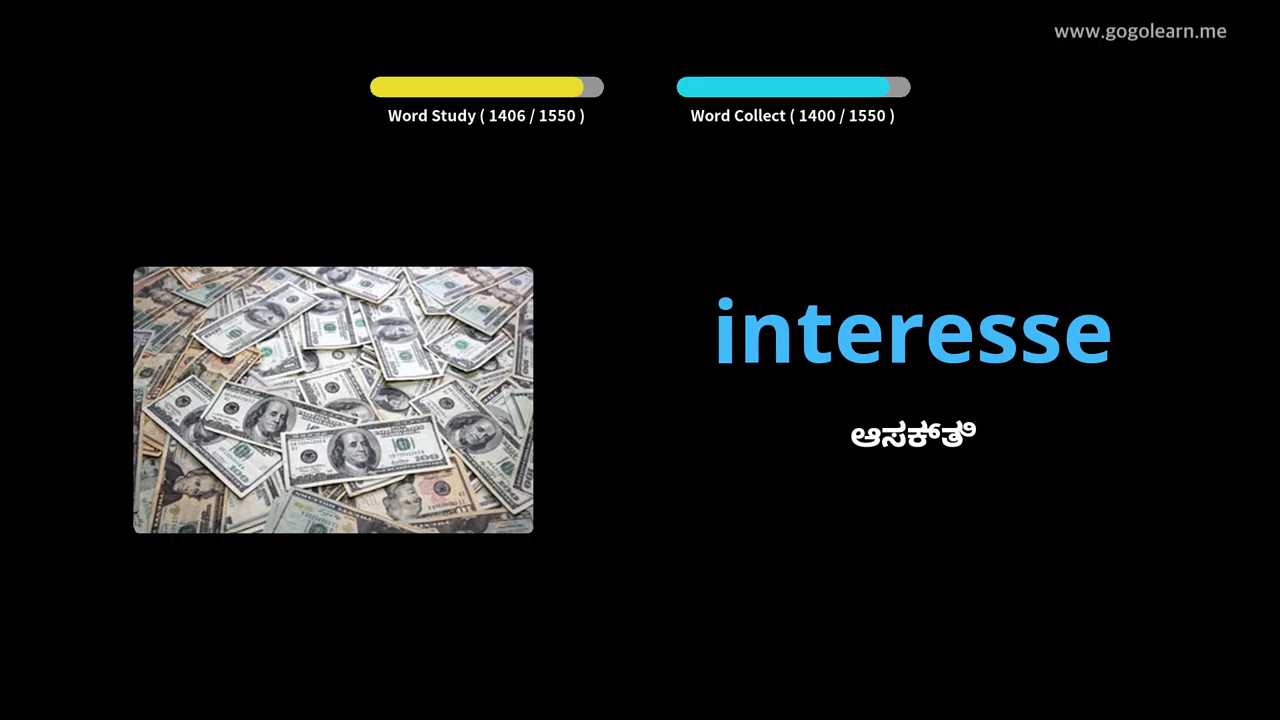 www.gogolearn.me
Word Study ( 1406 / 1550 )
Word Collect ( 1400 / 1550 )
interesse
ಆಸಕ್ತಿ